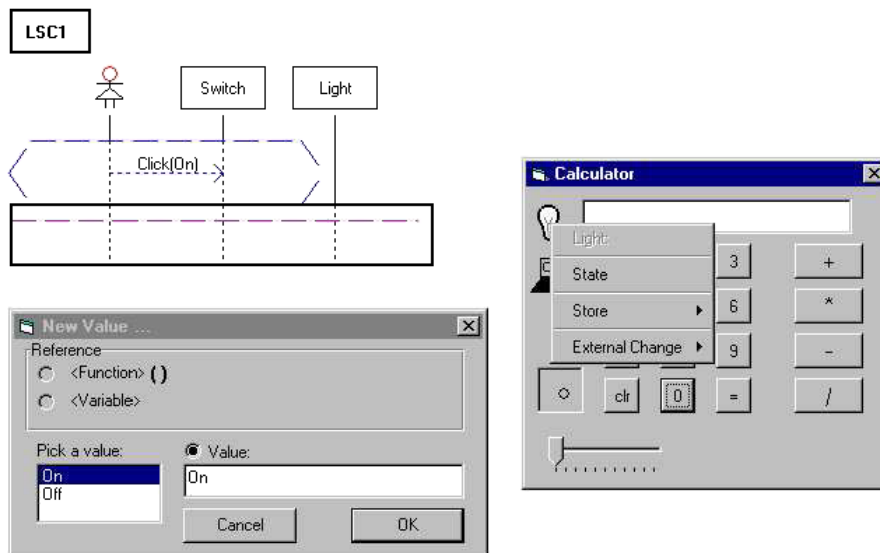 LSC1
Switch
Light
Click(On)
New Value ...
Reference
<Function> ( )
<Variable>
Pick a value:
Value:
On
Off
On
Cancel
OK
Calculator
Light
State
Store
External Change
3
+
6
*
9
-
clr
0
=
/